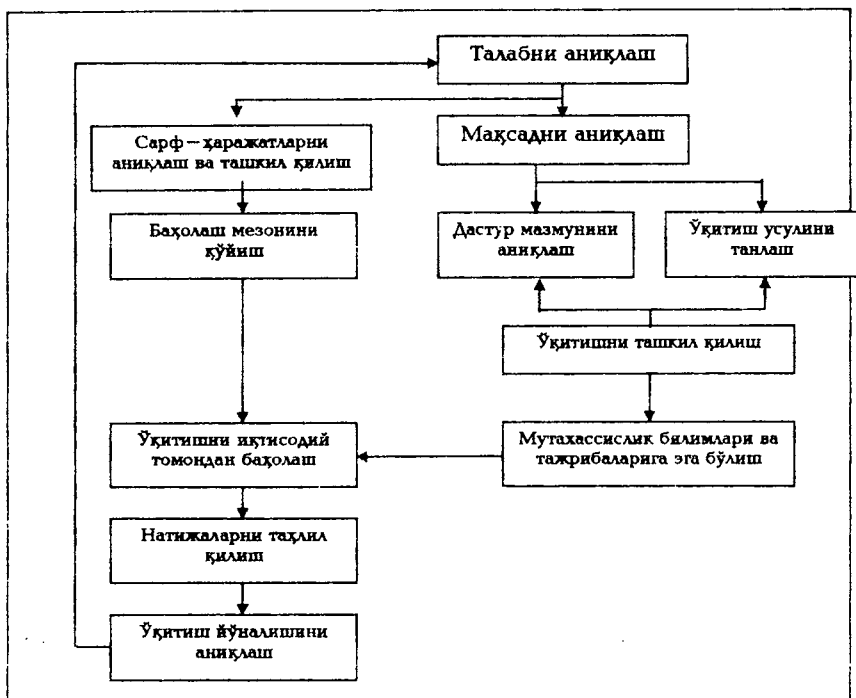 Талабни аниқлаш
Сарф – ҳаражатларни
аниқлаш ва ташкил қилиш
Мақсадни аниқлаш
Баҳолаш мезонини
қўйиш
Дастур мазмунини
аниқлаш
Ўқитиш усулини
танлаш
Ўқитишни ташкил қилиш
Ўқитишни иқтисодий
томондан баҳолаш
Мутахассислик билимлари ва
тажрибаларига эга бўлиш
Натижаларни таҳлил
қилиш
Ўқитиш йўналишини
аниқлаш